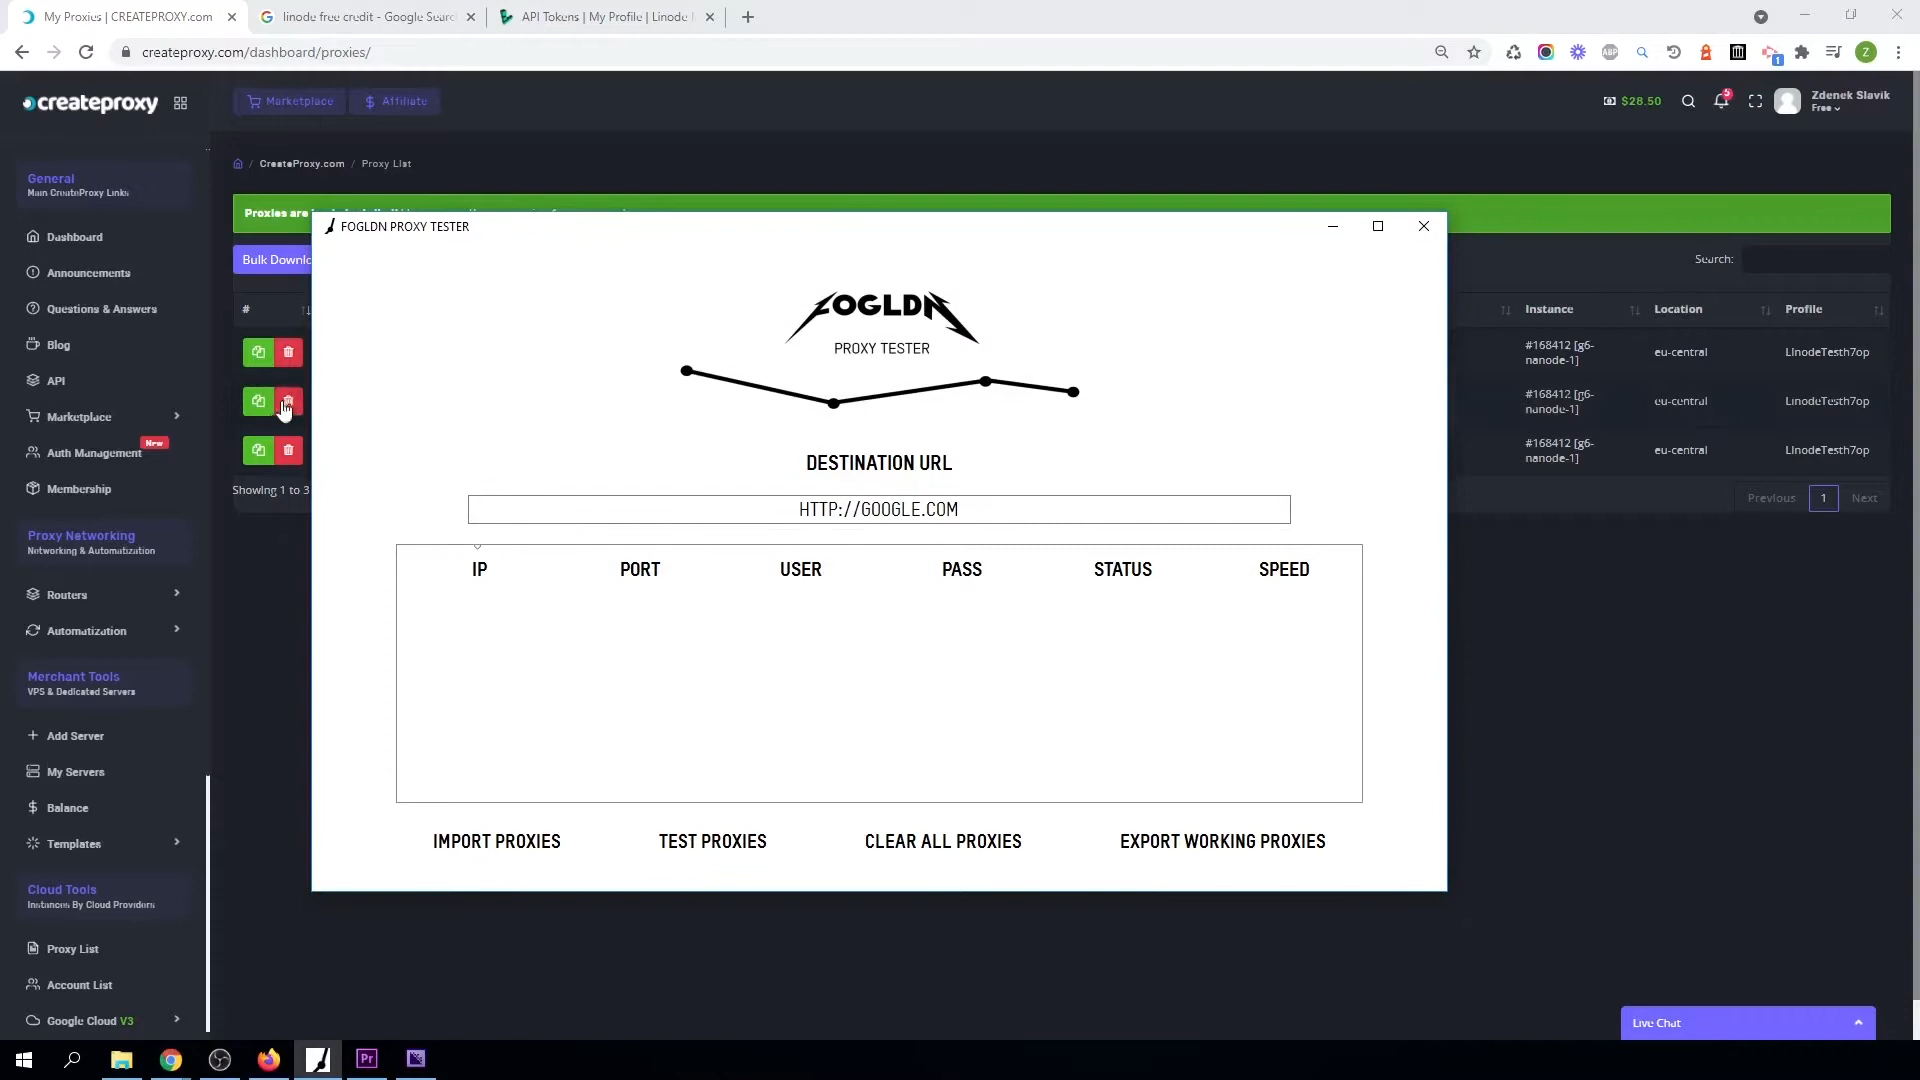 My Proxies | CREATEPROXY.com
linode free credit - Google Searc
API Tokens | My Profile | Linode
createproxy.com/dashboard/proxies/
ABP
1
Z
createproxy
Marketplace
Affiliate
$28.50
5
Zdenek Slavik
Free
CreateProxy.com / Proxy List
General
Main CreateProxy Links
Dashboard
Announcements
Questions & Answers
Blog
API
Marketplace
New
Auth Management
Membership
Proxy Networking
Networking & Automatization
Routers
Automatization
Merchant Tools
VPS & Dedicated Servers
Add Server
My Servers
Balance
Templates
Cloud Tools
Instances By Cloud Providers
Proxy List
Account List
Google Cloud V3
Proxies are
Bulk Downlo
Search:
#
Instance
Location
Profile
#168412 [g6-
nanode-1]
eu-central
LinodeTesth7op
#168412 [g6-
nanode-1]
eu-central
LinodeTesth7op
#168412 [g6-
nanode-1]
eu-central
LinodeTesth7op
Showing 1 to 3
Previous
1
Next
FOGLDN PROXY TESTER
FOGLDN
PROXY TESTER
DESTINATION URL
HTTP://GOOGLE.COM
IP
PORT
USER
PASS
STATUS
SPEED
IMPORT PROXIES
TEST PROXIES
CLEAR ALL PROXIES
EXPORT WORKING PROXIES
Live Chat
Pr